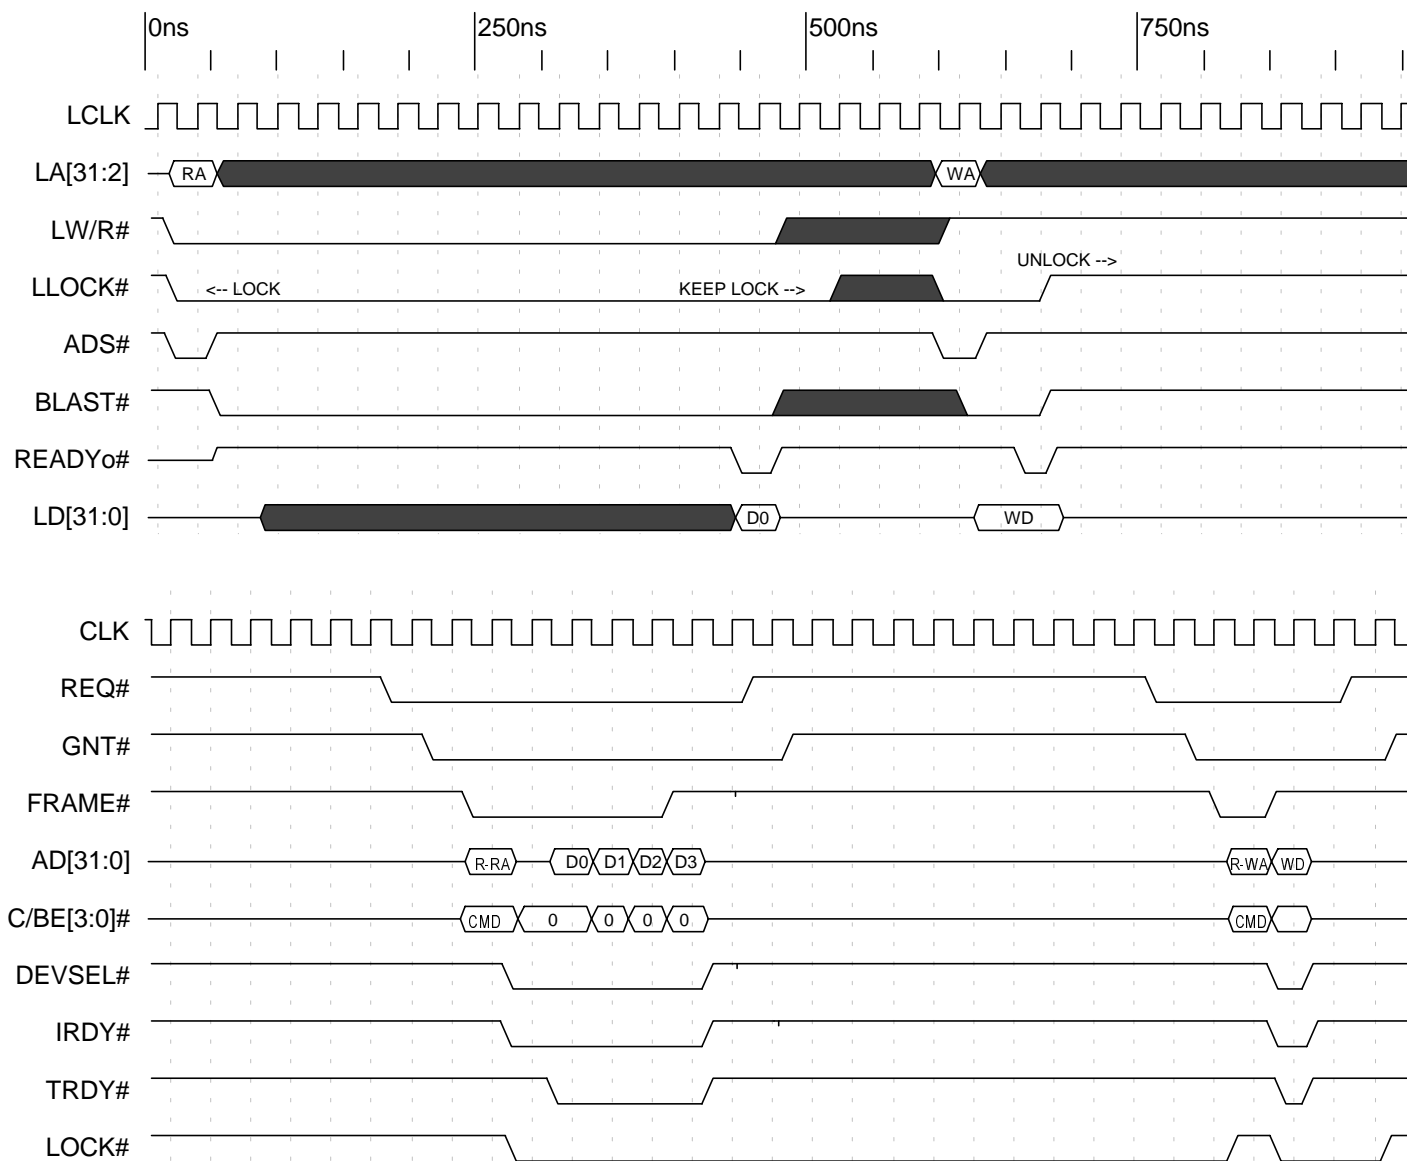 0ns 250ns 500ns 750ns
LCLK
LA[31:2] RA WA
LW/R#
UNLOCK -->
LLOCK# <-- LOCK KEEP LOCK -->
ADS#
BLAST#
READYo#
LD[31:0] D0 WD
CLK
REQ#
GNT#
FRAME#
AD[31:0] R-RA D0 D1 D2 D3 R-WA WD
C/BE[3:0]# CMD 0 0 0 0 CMD
DEVSEL#
IRDY#
TRDY#
LOCK#